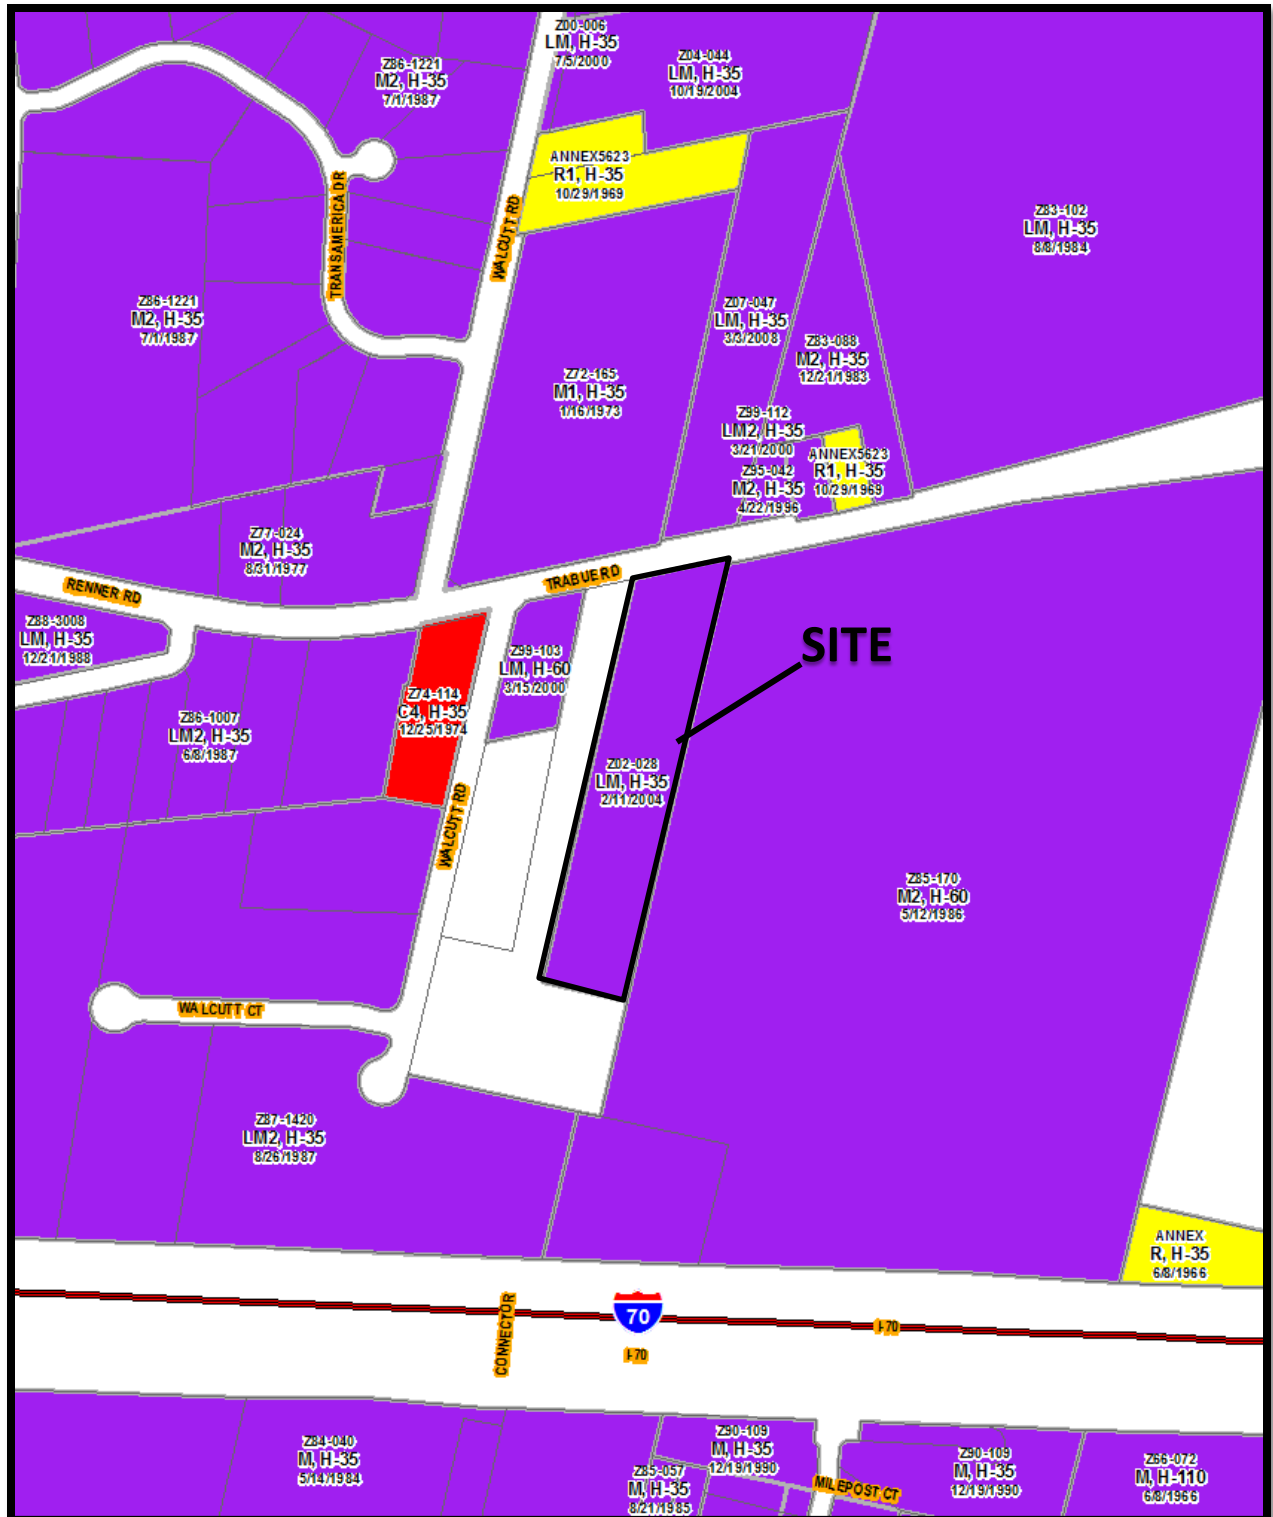 Z00-006
LM, H-35
7/5/2000
Z04-044
LM, H-35
10/19/2004
Z86-1221
M2, H-35
7/1/1987
ANNEX5623
R1, H-35
10/29/1969
TRANSAMERICA DR
WALCUTT RD
Z83-102
LM, H-35
8/8/1984
Z86-1221
M2, H-35
7/1/1987
Z07-047
LM, H-35
3/3/2008
Z83-088
M2, H-35
12/21/1983
Z72-165
M1, H-35
1/16/1973
Z99-112
LM2, H-35
3/21/2000
ANNEX5623
R1, H-35
10/29/1969
Z95-042
M2, H-35
4/22/1996
Z77-024
M2, H-35
8/31/1977
RENNER RD
TRABUE RD
Z88-3008
LM, H-35
12/21/1988
Z99-103
LM, H-60
3/15/2000
SITE
Z74-114
C4, H-35
12/25/1974
Z86-1007
LM2, H-35
6/8/1987
Z02-028
LM, H-35
2/11/2004
WALCUTT RD
Z85-170
M2, H-60
5/12/1986
WALCUTT CT
Z87-1420
LM2, H-35
8/26/1987
ANNEX
R, H-35
6/8/1966
CONNECTOR
70
I-70
I-70
Z84-040
M, H-35
5/14/1984
Z90-109
M, H-35
12/19/1990
Z85-057
M, H-35
8/21/1985
Z90-109
M, H-35
12/19/1990
Z66-072
M, H-110
6/8/1966
MILEPOST CT